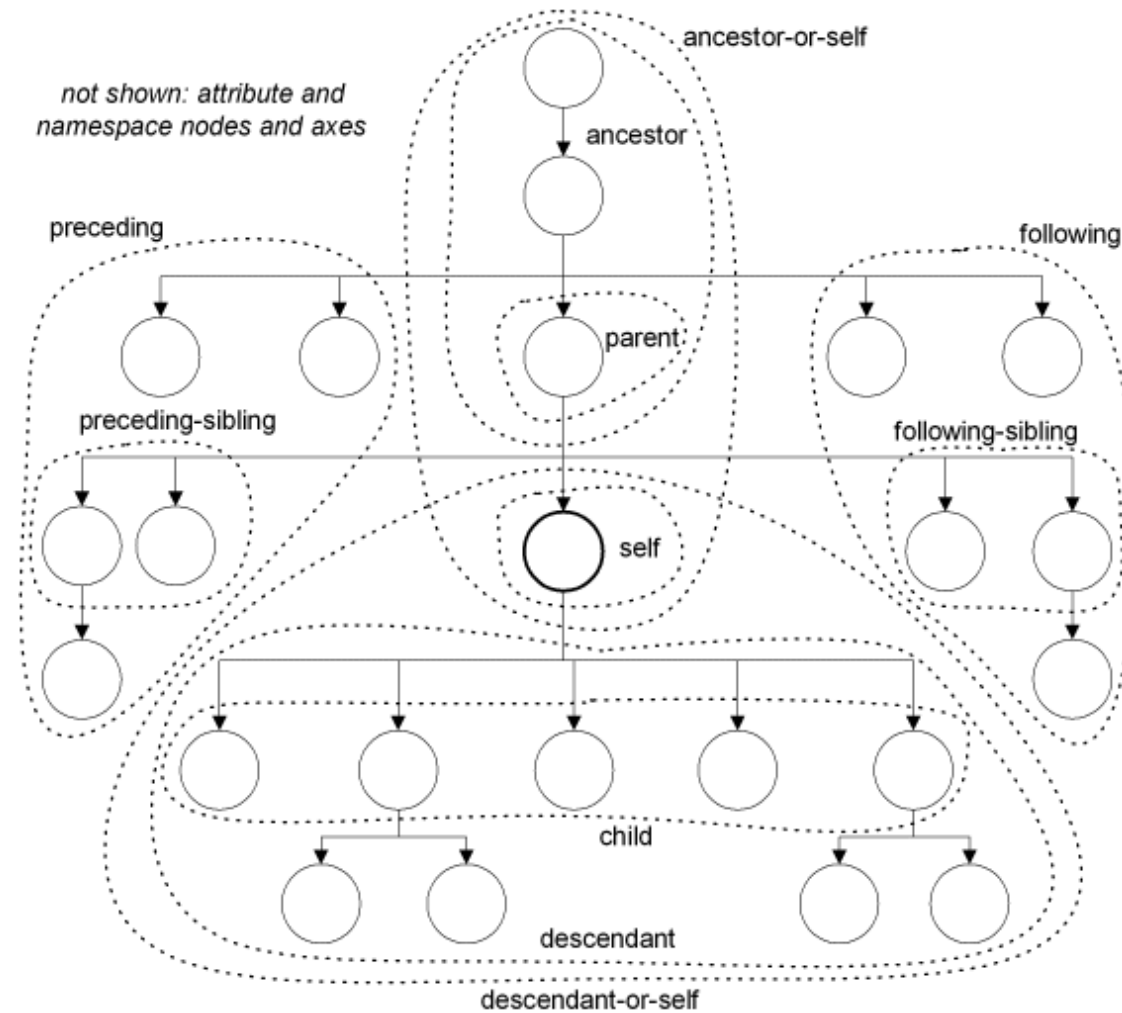 ancestor-or-self
not shown: attribute and
namespace nodes and axes
ancestor
preceding
following
parent
preceding-sibling
following-sibling
self
child
descendant
descendant-or-self